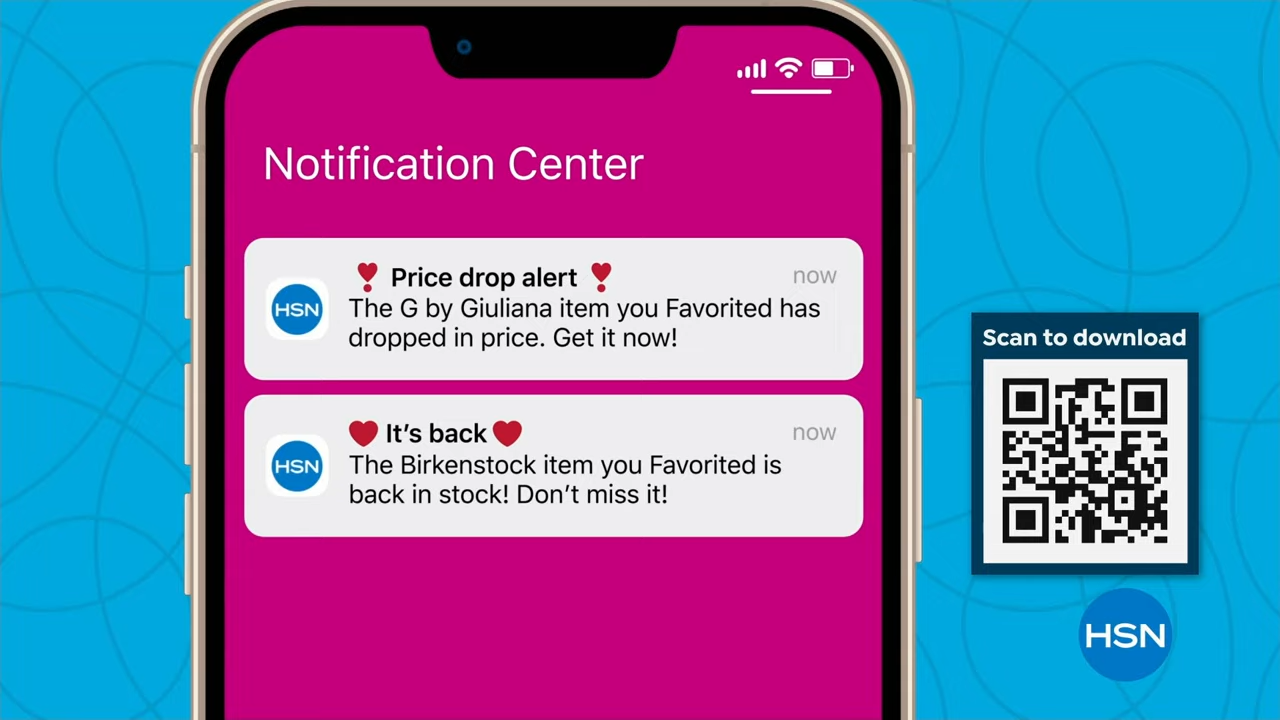 Notification Center
❣ Price drop alert ❣
now
HSN
The G by Giuliana item you Favorited has
dropped in price. Get it now!
❤ It’s back ❤
now
HSN
The Birkenstock item you Favorited is
back in stock! Don’t miss it!
Scan to download
HSN